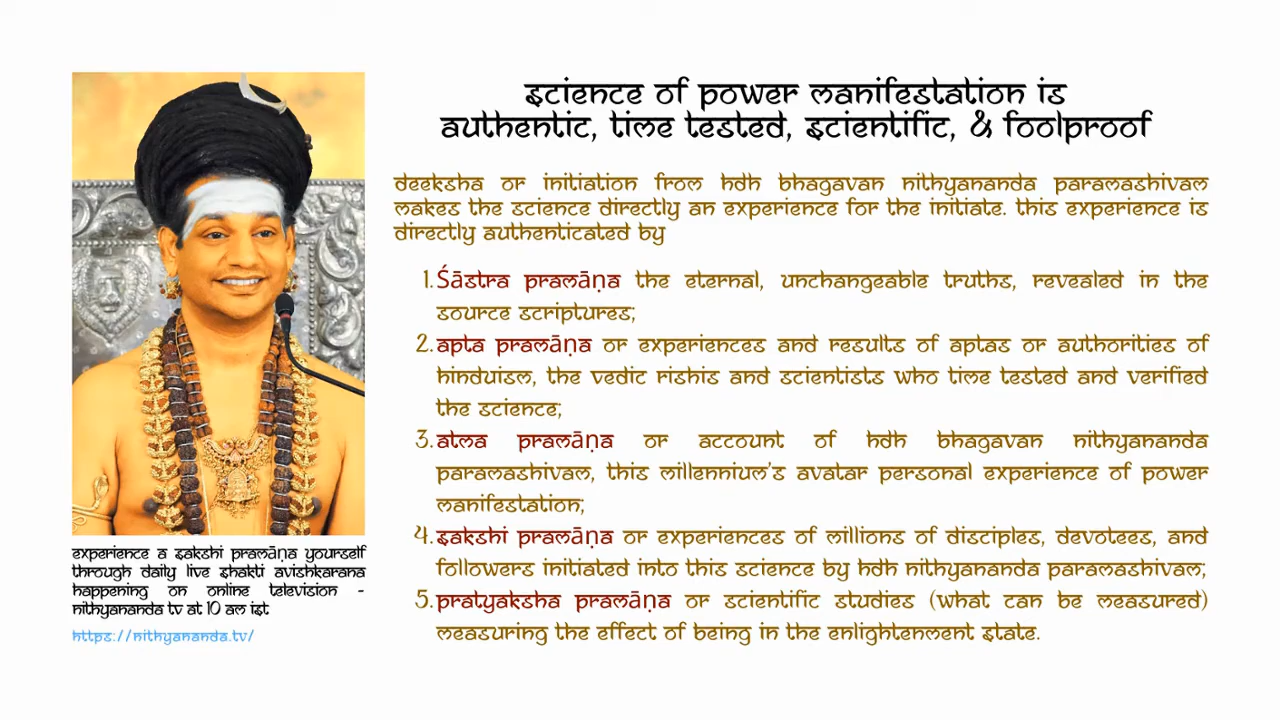 science of power manifestation is
authentic, time tested, scientific, & foolproof
deeksha or initiation from hdh bhagavan nithyananda paramashivam
makes the science directly an experience for the initiate. this experience is
directly authenticated by
1. Śāstra pramāṇa the eternal, unchangeable truths, revealed in the
source scriptures;
2. apta pramāṇa or experiences and results of aptas or authorities of
hinduism, the vedic rishis and scientists who time tested and verified
the science;
3. atma pramāṇa or account of hdh bhagavan nithyananda
paramashivam, this millennium's avatar personal experience of power
manifestation;
4. sakshi pramāṇa or experiences of millions of disciples, devotees, and
followers initiated into this science by hdh nithyananda paramashivam;
5. pratyaksha pramāṇa or scientific studies (what can be measured)
measuring the effect of being in the enlightenment state.
experience a sakshi pramāṇa yourself
through daily live shakti avishkarana
happening on online television -
nithyananda tv at 10 am ist
https://nithyananda.tv/